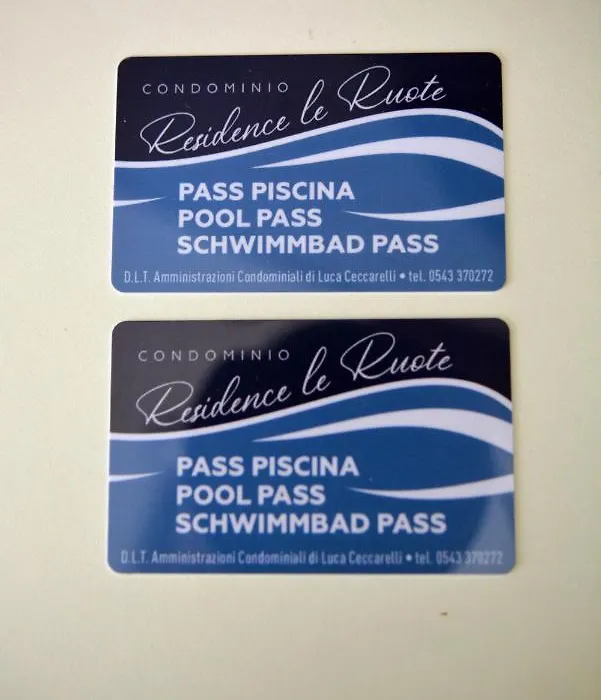 CONDOMINIO
Residence le Ruote
PASS PISCINA
POOL PASS
SCHWIMMBAD PASS
D.L.T. Amministrazioni Condominiali di Luca Ceccarelli • tel. 0543 370272
CONDOMINIO
Residence le Ruote
PASS PISCINA
POOL PASS
SCHWIMMBAD PASS
D.L.T. Amministrazioni Condominiali di Luca Ceccarelli • tel. 0543 370272